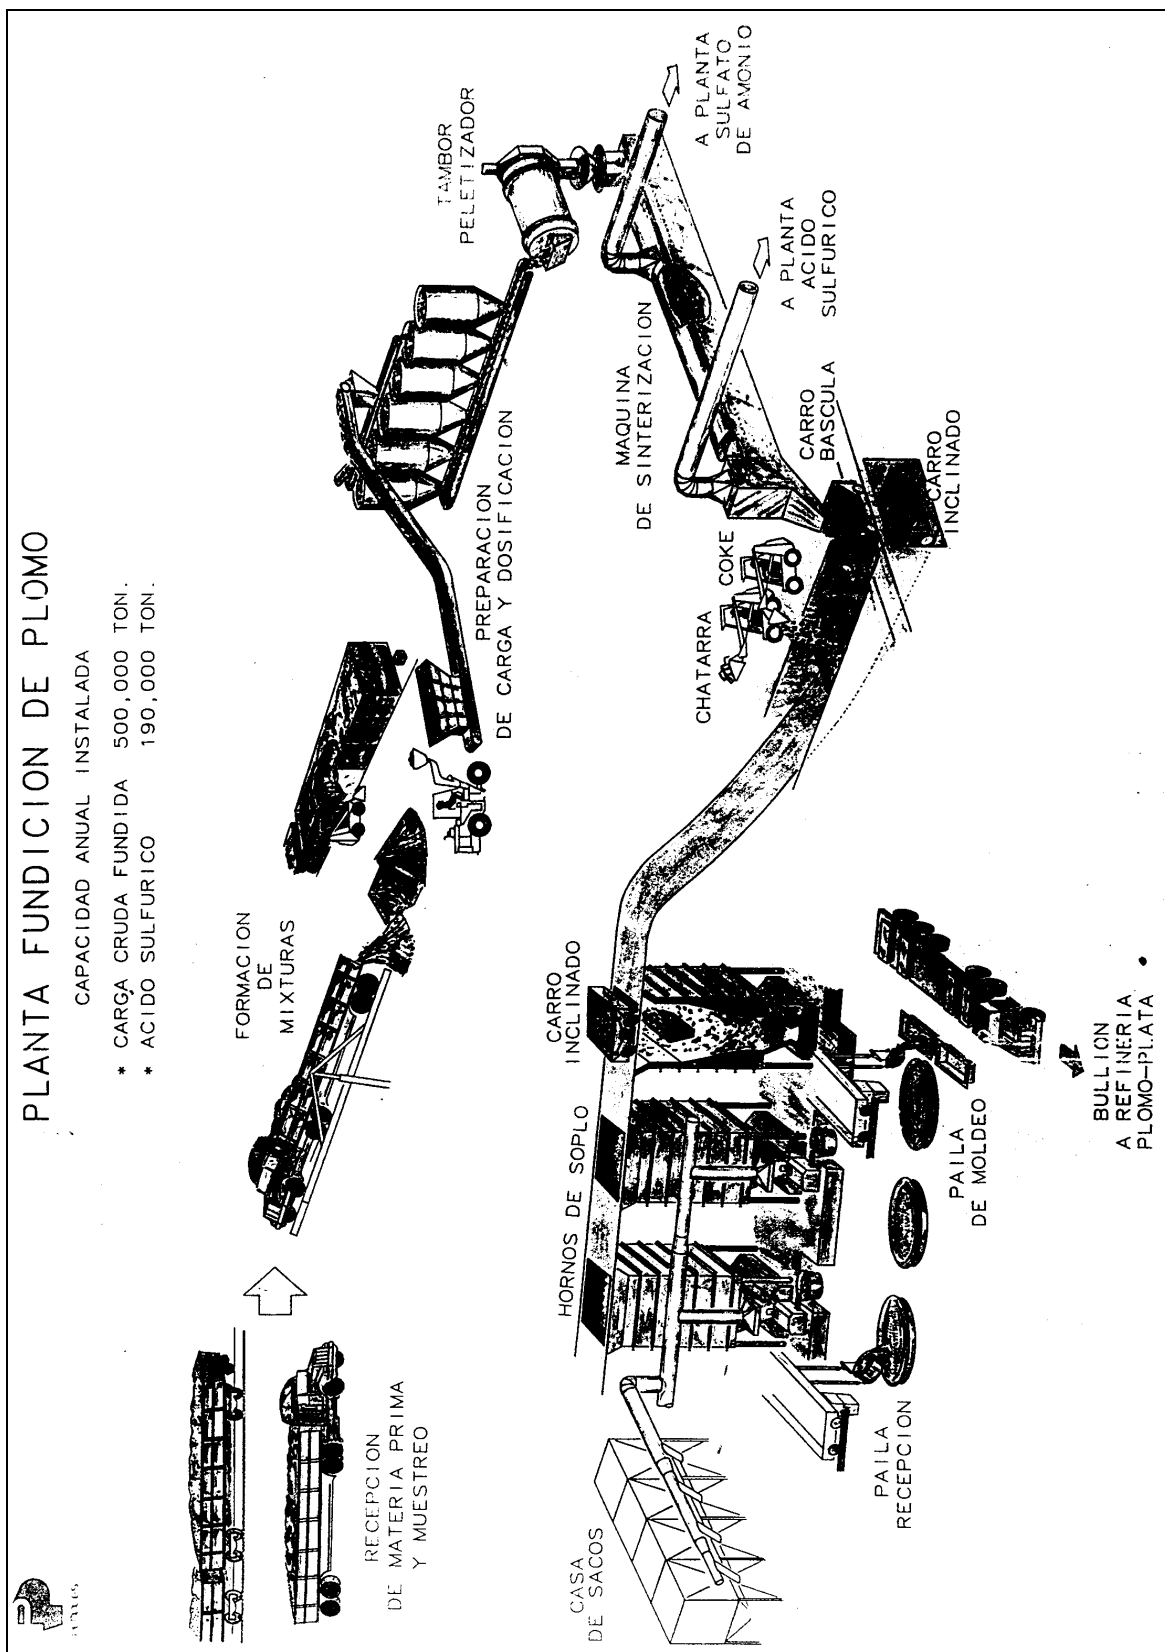 PLANTA FUNDICION DE PLOMO
CAPACIDAD ANUAL INSTALADA
* CARGA CRUDA FUNDIDA 500,000 TON.
* ACIDO SULFURICO 190,000 TON.
RECEPCION
DE MATERIA PRIMA
Y MUESTREO
FORMACION
DE
MIXTURAS
PREPARACION
DE CARGA Y DOSIFICACION
TAMBOR
PELETIZADOR
A PLANTA
SULFATO
DE AMONIO
MAQUINA
DE SINTERIZACION
A PLANTA
ACIDO
SULFURICO
CARRO
BASCULA
CARRO
INCLINADO
COKE
CHATARRA
CARRO
INCLINADO
HORNOS DE SOPLO
CASA
DE SACOS
PAILA
RECEPCION
PAILA
DE MOLDEO
BULLION
A REFINERIA
PLOMO-PLATA